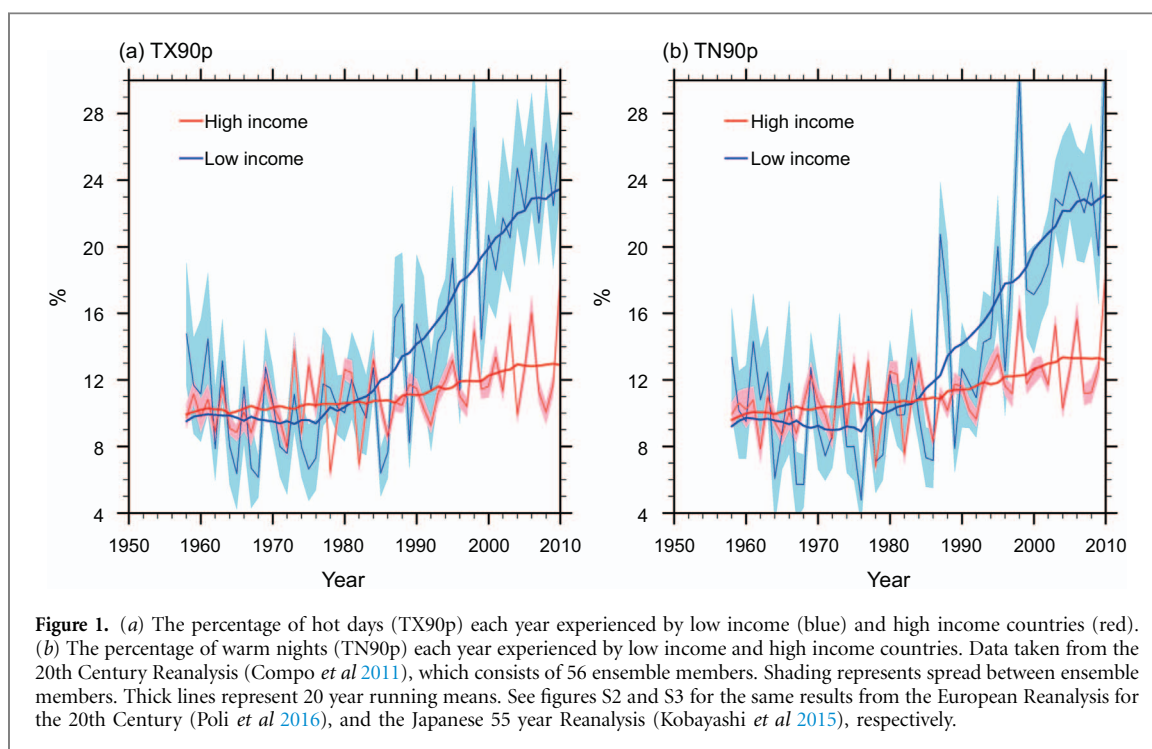 (a) TX90p
28
24
20
16
12
8
4
%
High income
Low income
1950 1960 1970 1980 1990 2000 2010
Year
(b) TN90p
28
24
20
16
12
8
4
%
High income
Low income
1950 1960 1970 1980 1990 2000 2010
Year
Figure 1. (a) The percentage of hot days (TX90p) each year experienced by low income (blue) and high income countries (red).
(b) The percentage of warm nights (TN90p) each year experienced by low income and high income countries. Data taken from the
20th Century Reanalysis (Compo et al 2011), which consists of 56 ensemble members. Shading represents spread between ensemble
members. Thick lines represent 20 year running means. See figures S2 and S3 for the same results from the European Reanalysis for
the 20th Century (Poli et al 2016), and the Japanese 55 year Reanalysis (Kobayashi et al 2015), respectively.